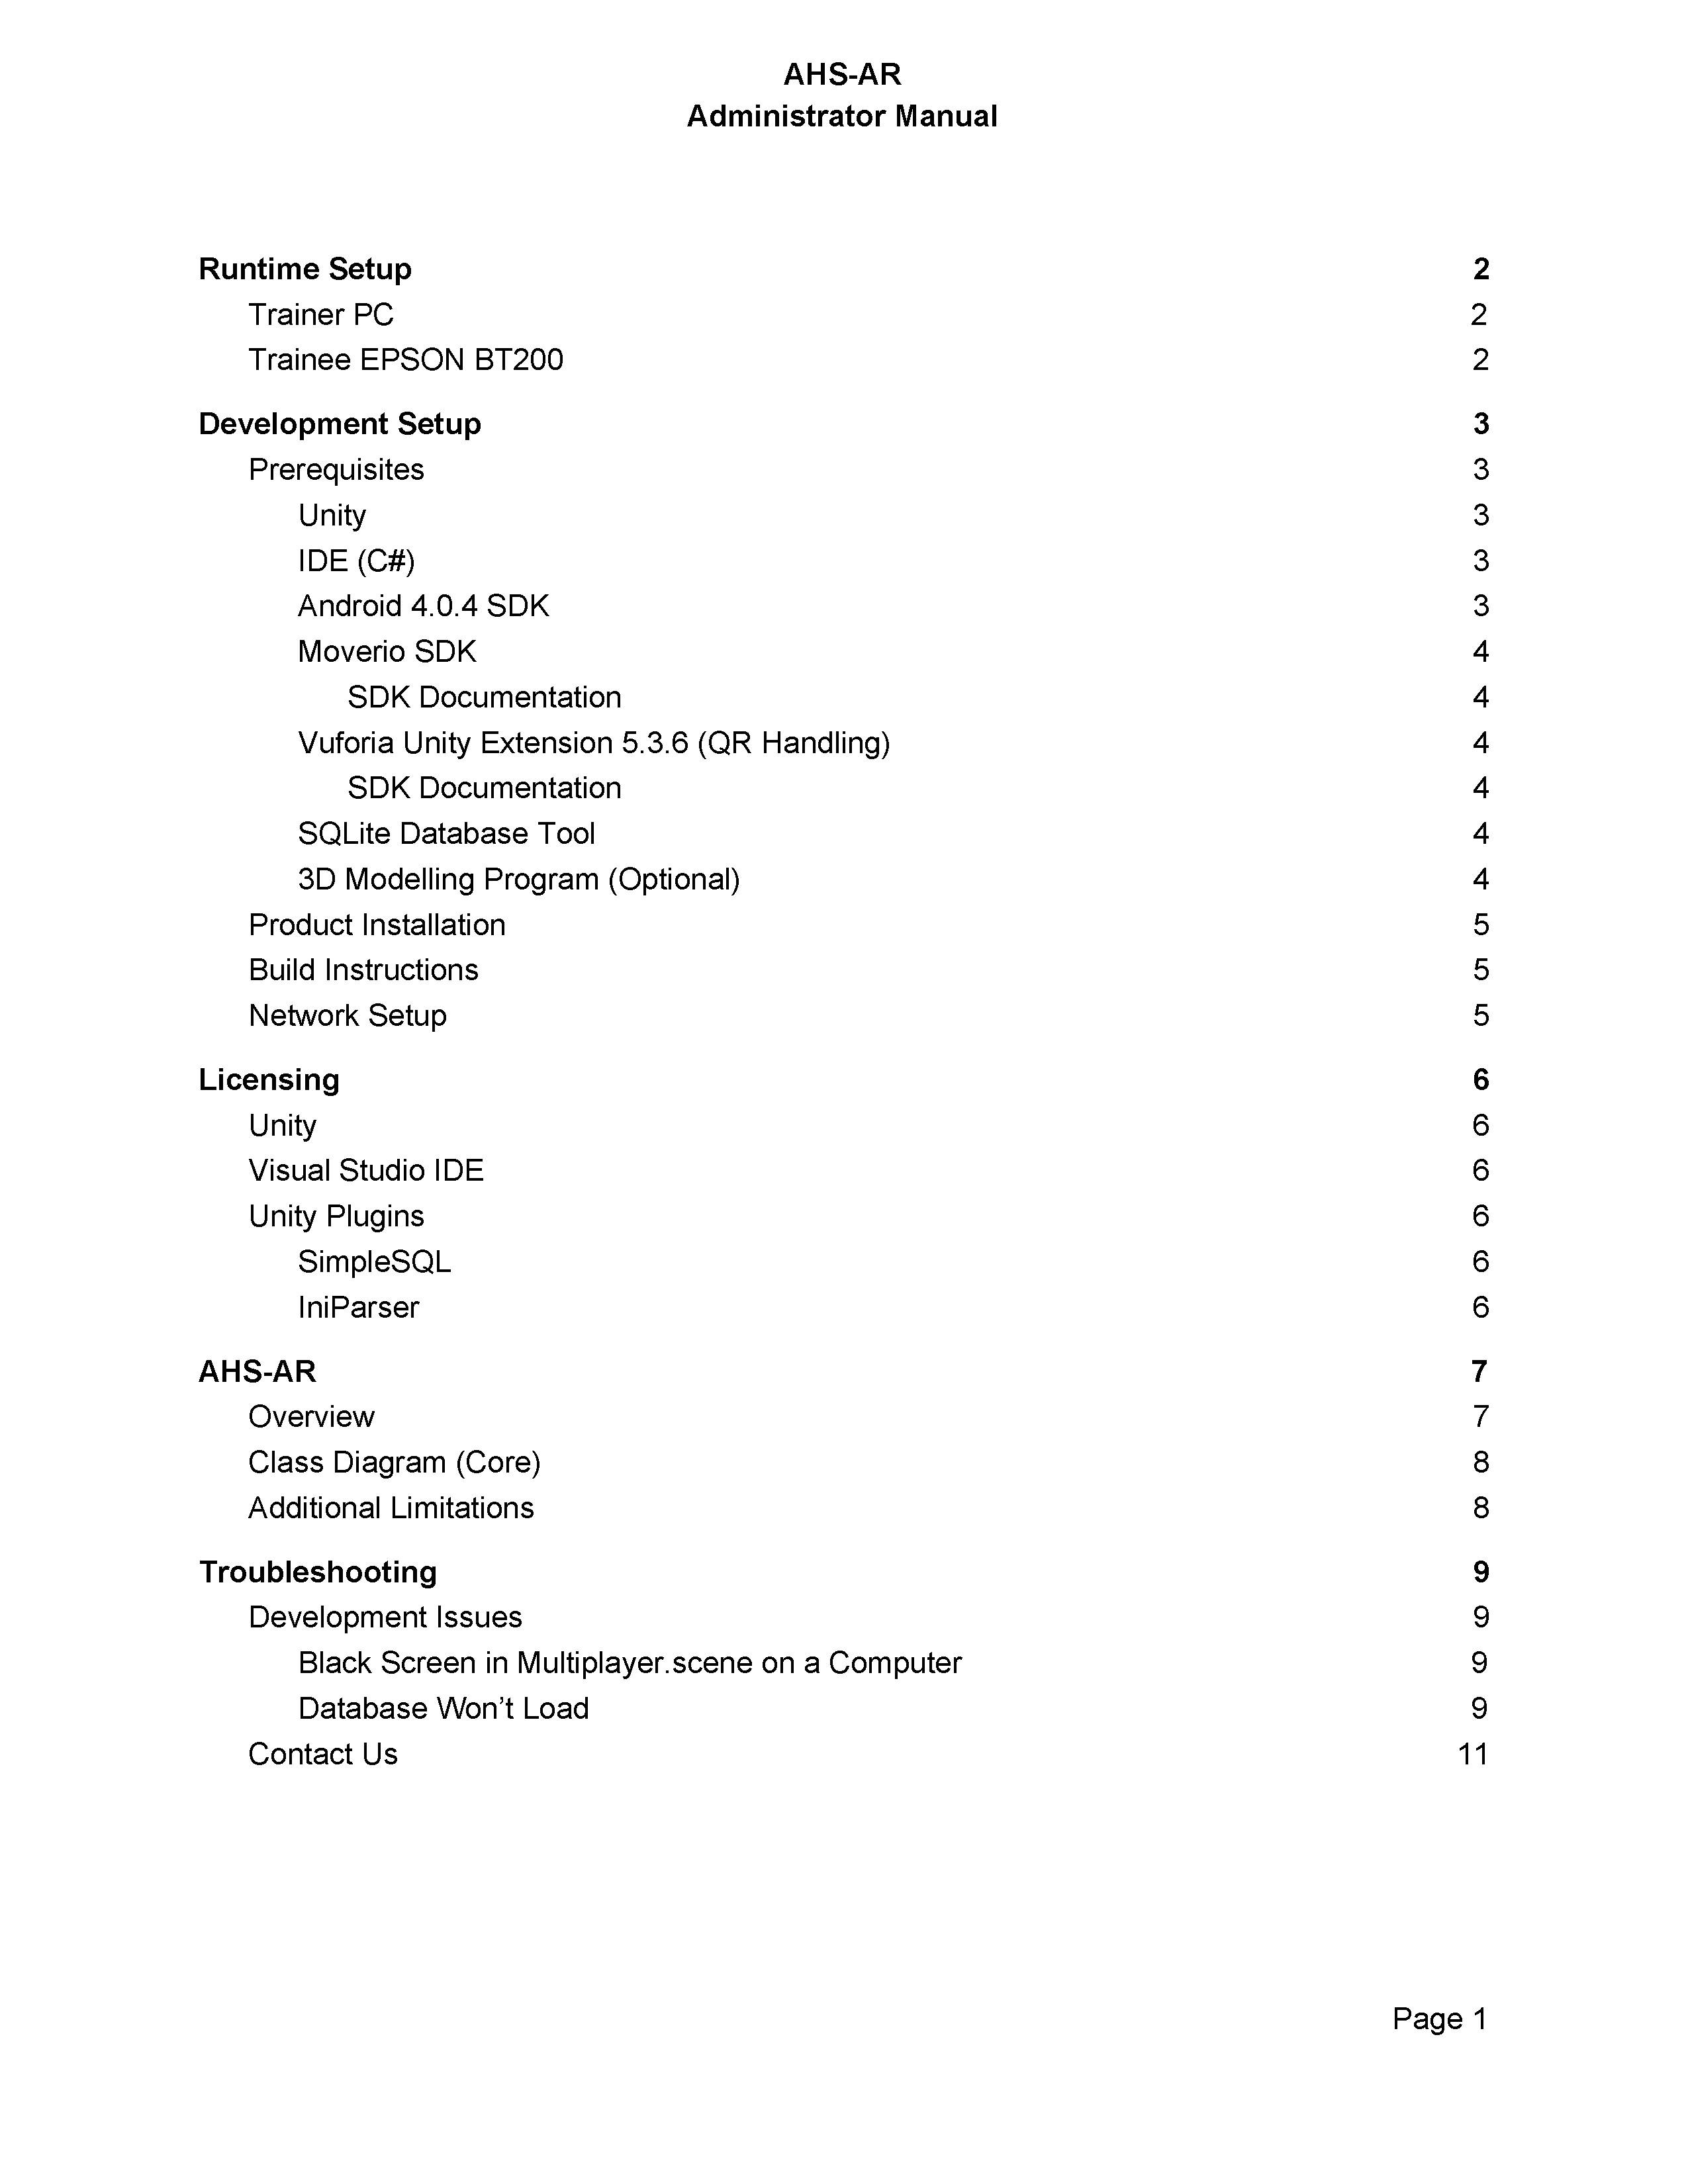 AHS-AR
Administrator Manual
Runtime Setup 2
Trainer PC 2
Trainee EPSON BT200 2
Development Setup 3
Prerequisites 3
Unity 3
IDE (C#) 3
Android 4.0.4 SDK 3
Moverio SDK 4
SDK Documentation 4
Vuforia Unity Extension 5.3.6 (QR Handling) 4
SDK Documentation 4
SQLite Database Tool 4
3D Modelling Program (Optional) 4
Product Installation 5
Build Instructions 5
Network Setup 5
Licensing 6
Unity 6
Visual Studio IDE 6
Unity Plugins 6
SimpleSQL 6
IniParser 6
AHS-AR 7
Overview 7
Class Diagram (Core) 8
Additional Limitations 8
Troubleshooting 9
Development Issues 9
Black Screen in Multiplayer.scene on a Computer 9
Database Won’t Load 9
Contact Us 11
Page 1